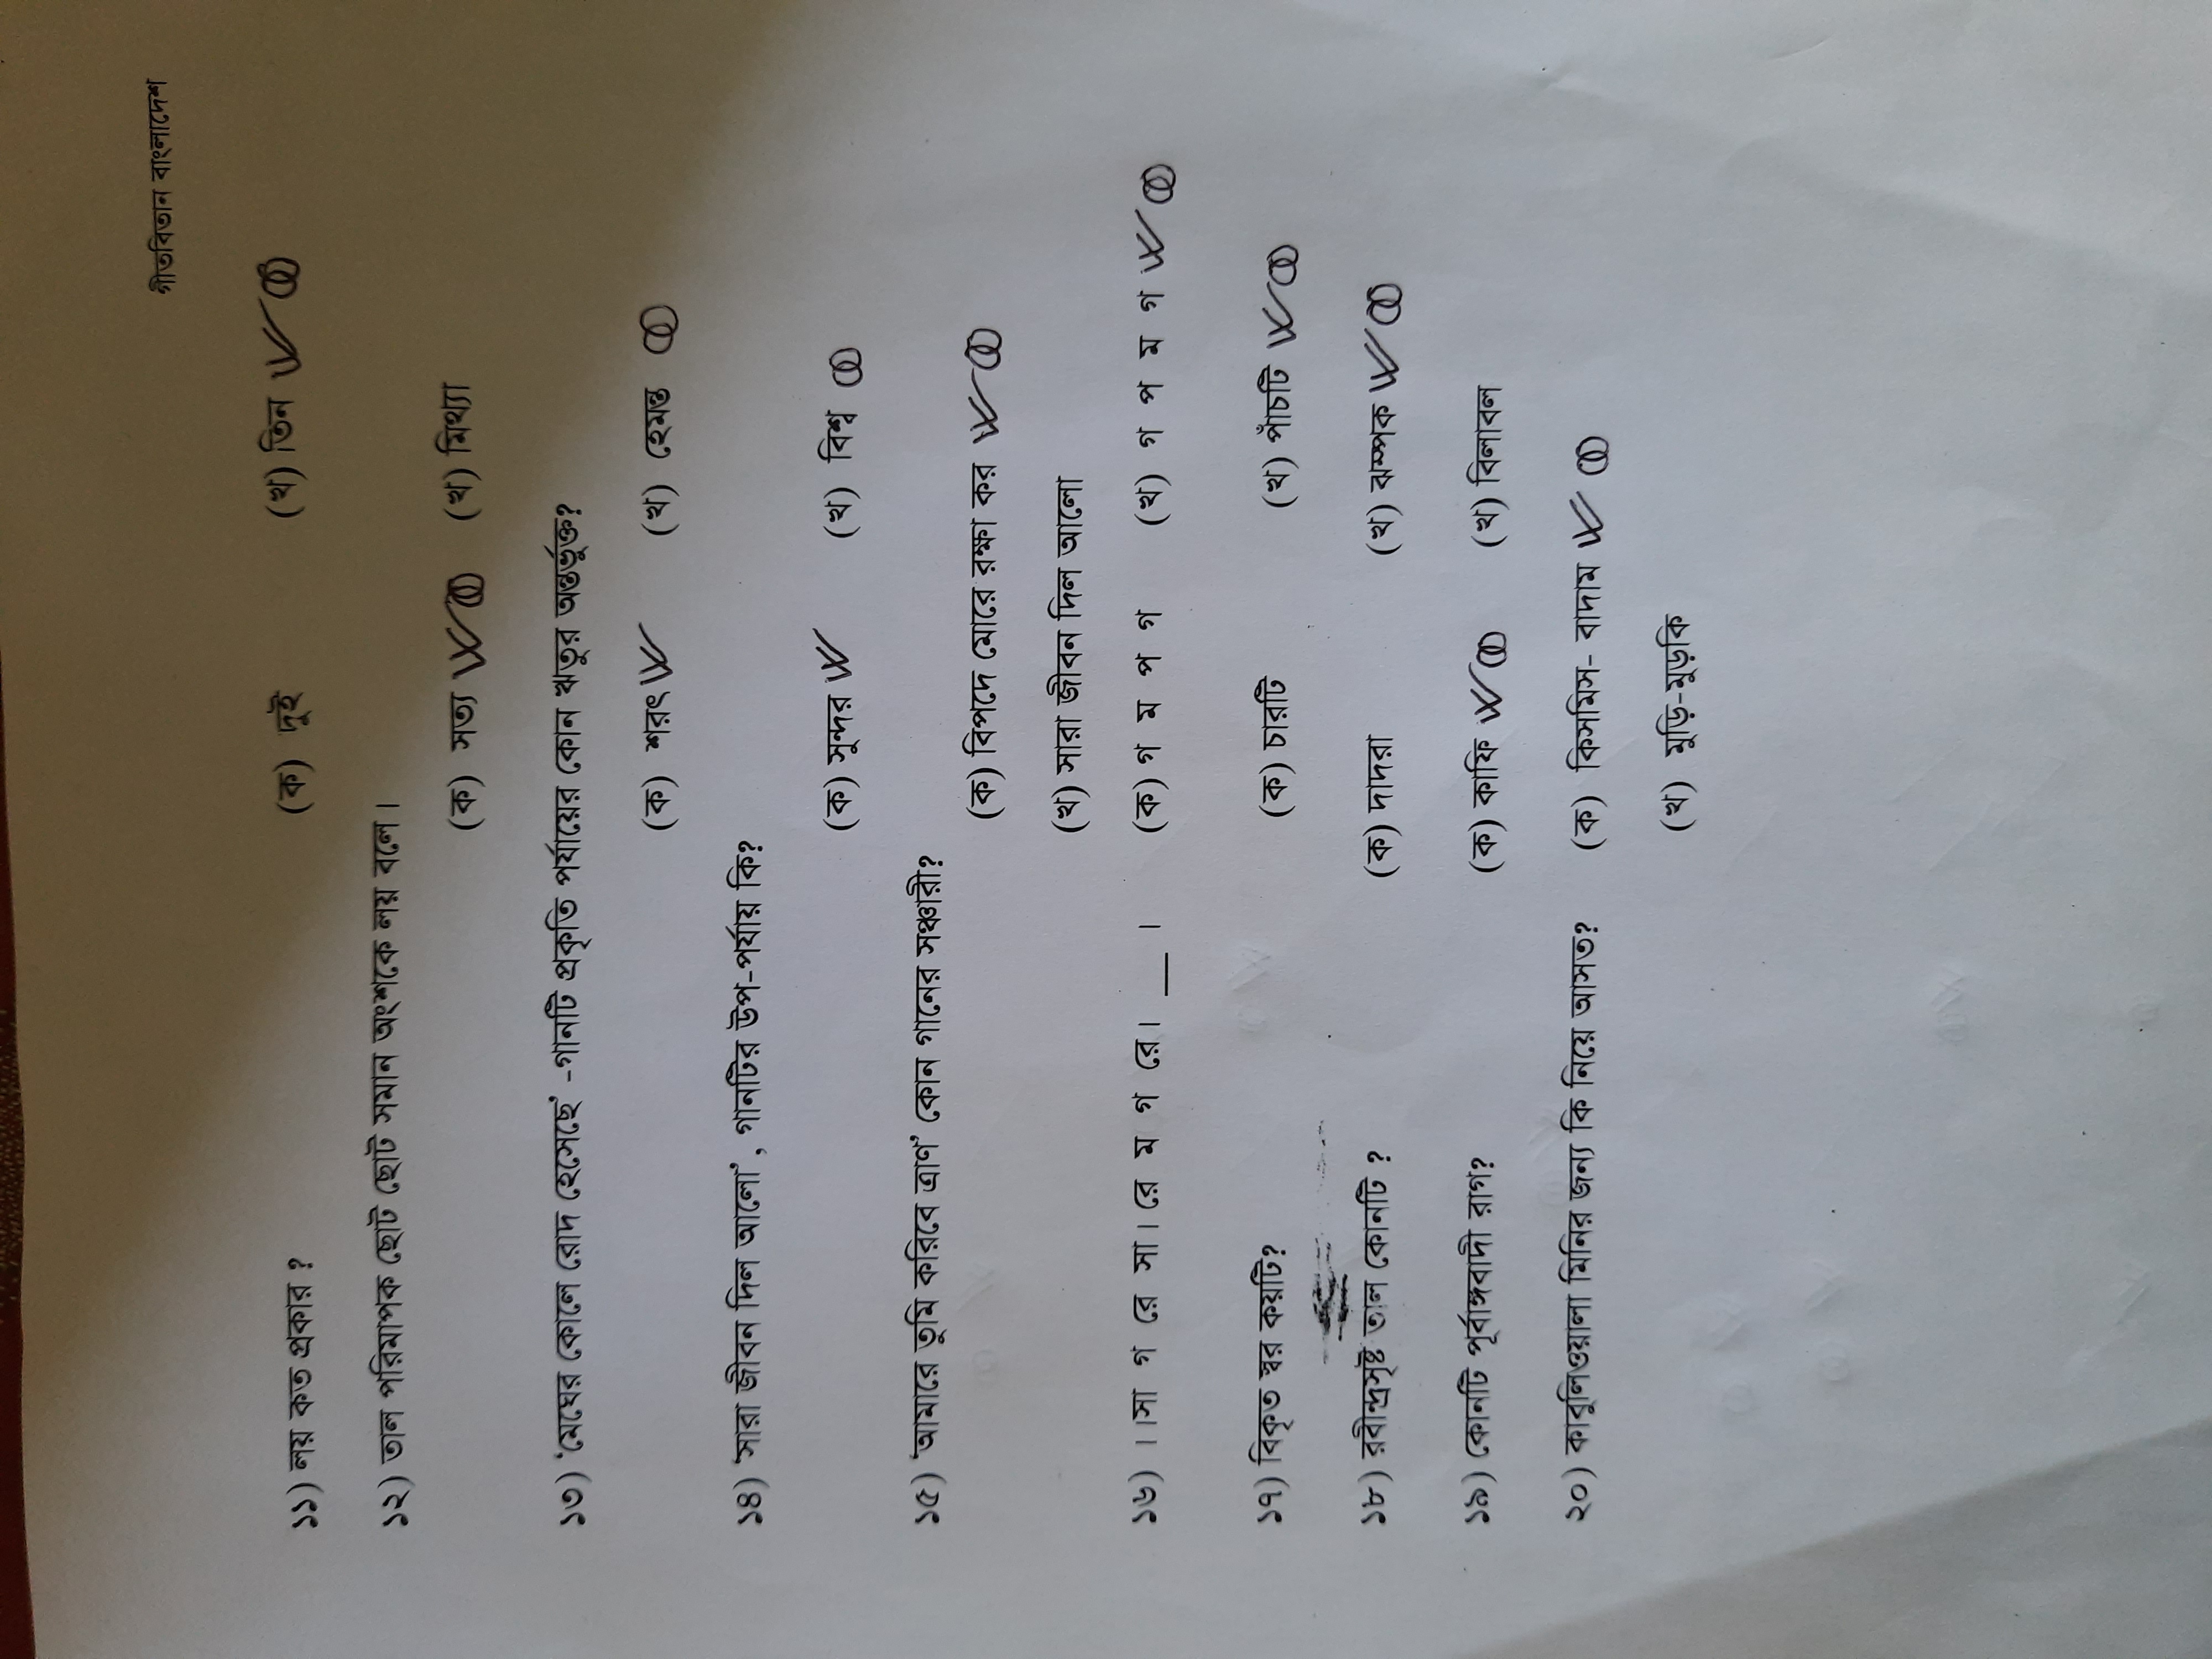 গীতবিতান বাংলাদেশ
১১) লয় কত প্রকার ? (ক) দুই (খ) তিন
১২) তাল পরিমাপক ছোট ছোট সমান অংশকে লয় বলে।
(ক) সত্য (খ) মিথ্যা
১৩) ‘মেঘের কোলে রোদ হেসেছে’ -গানটি প্রকৃতি পর্যায়ের কোন ঋতুর অন্তর্ভুক্ত?
(ক) শরৎ (খ) হেমন্ত
১৪) ‘সারা জীবন দিল আলো’, গানটির উপ-পর্যায় কি?
(ক) সুন্দর (খ) বিশ্ব
১৫) ‘আমারে তুমি করিবে ত্রাণ’ কোন গানের সঞ্চারী?
(ক) বিপদে মোরে রক্ষা কর
(খ) সারা জীবন দিল আলো
১৬) ।।সা গ রে সা। রে ম গ রে। __ । (ক) গ ম প গ (খ) গ প ম গ
১৭) বিকৃত স্বর কয়টি? (ক) চারটি (খ) পাঁচটি
১৮) রবীন্দ্রসৃষ্ট তাল কোনটি ? (ক) দাদরা (খ) ঝম্পক
১৯) কোনটি পূর্বাঙ্গবাদী রাগ? (ক) কাফি (খ) বিলাবল
২০) কাবুলিওয়ালা মিনির জন্য কি নিয়ে আসত? (ক) কিসমিস- বাদাম
(খ) মুড়ি-মুড়কি